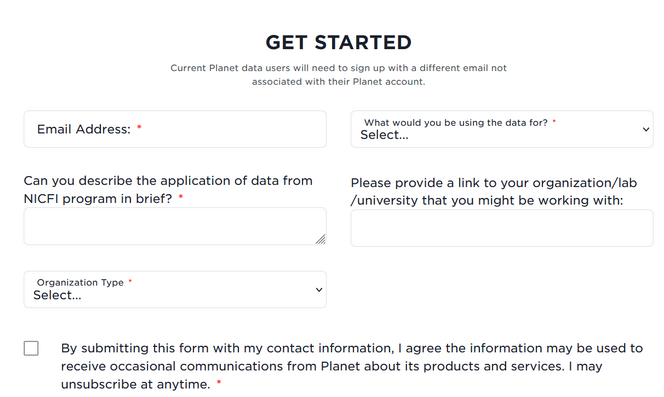 GET STARTED
Current Planet data users will need to sign up with a different email not
associated with their Planet account.
Email Address: *
What would you be using the data for? *
Select...
Can you describe the application of data from
NICFI program in brief? *
Please provide a link to your organization/lab
/university that you might be working with:
Organization Type *
Select...
By submitting this form with my contact information, I agree the information may be used to
receive occasional communications from Planet about its products and services. I may
unsubscribe at anytime. *